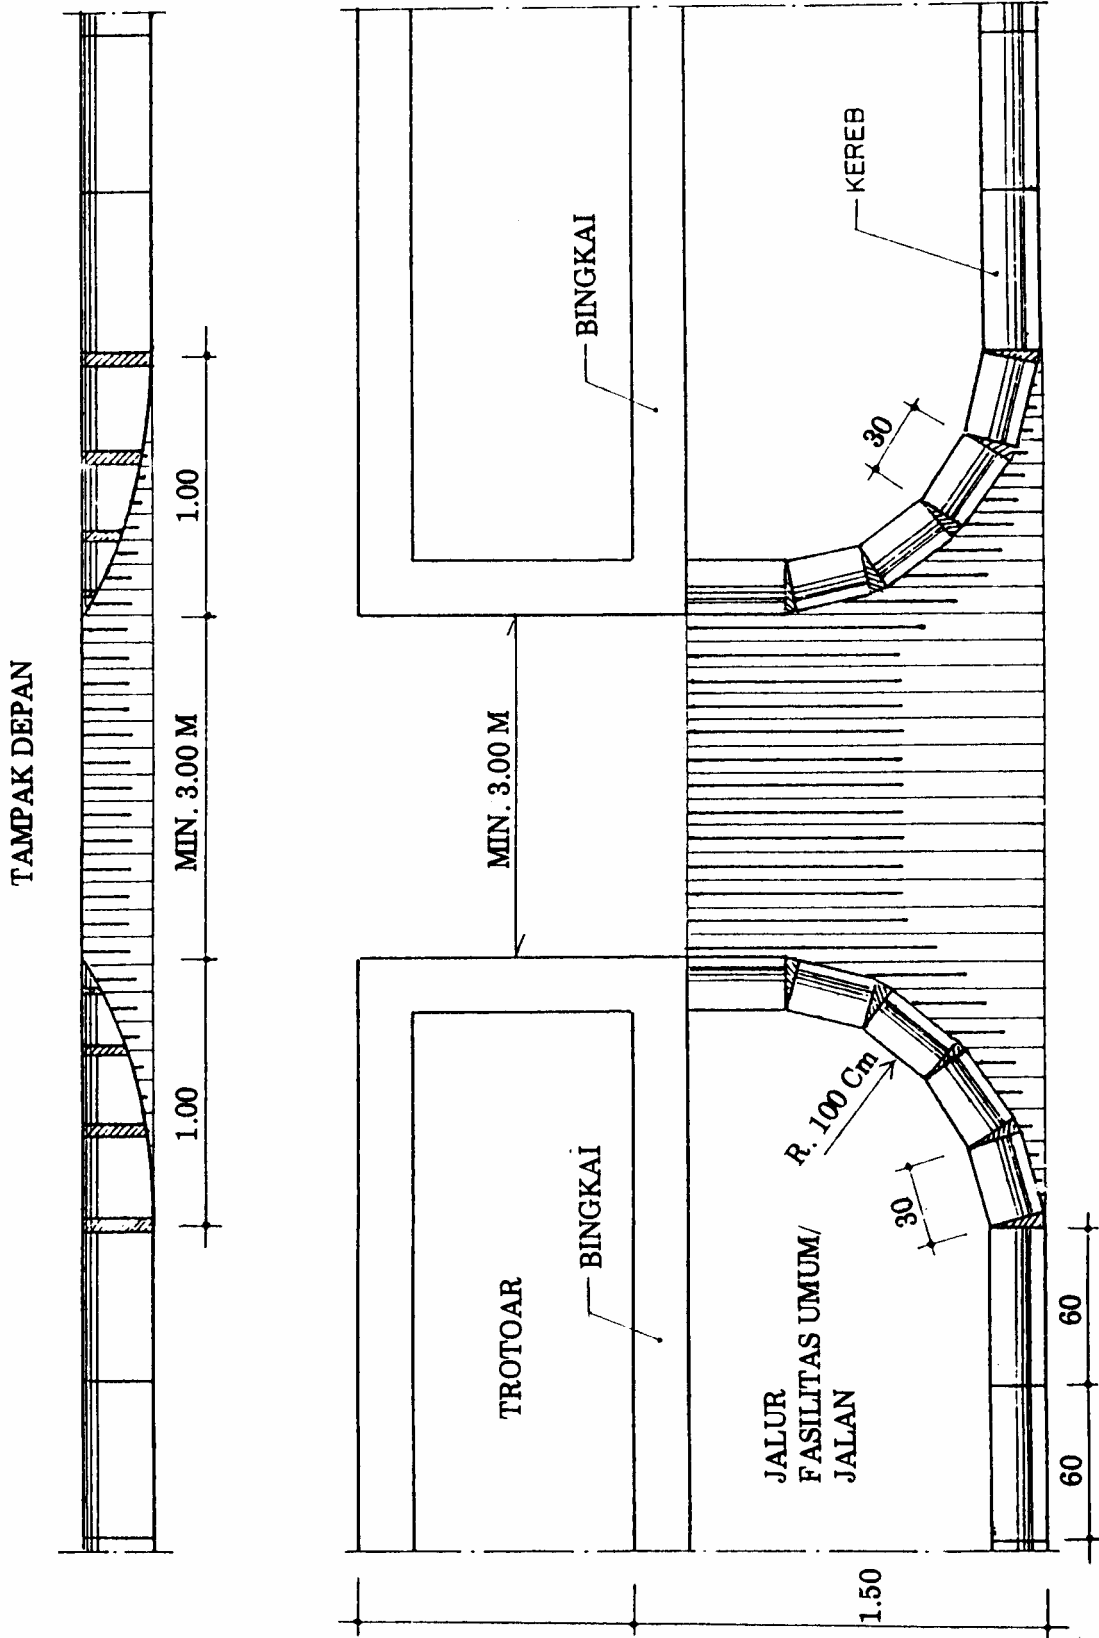 TAMPAK DEPAN
1.00
MIN. 3.00 M
1.00
MIN. 3.00 M
TROTOAR
BINGKAI
BINGKAI
JALUR
FASILITAS UMUM/
JALAN
R. 100 Cm
30
30
KEREB
1.50
60
60